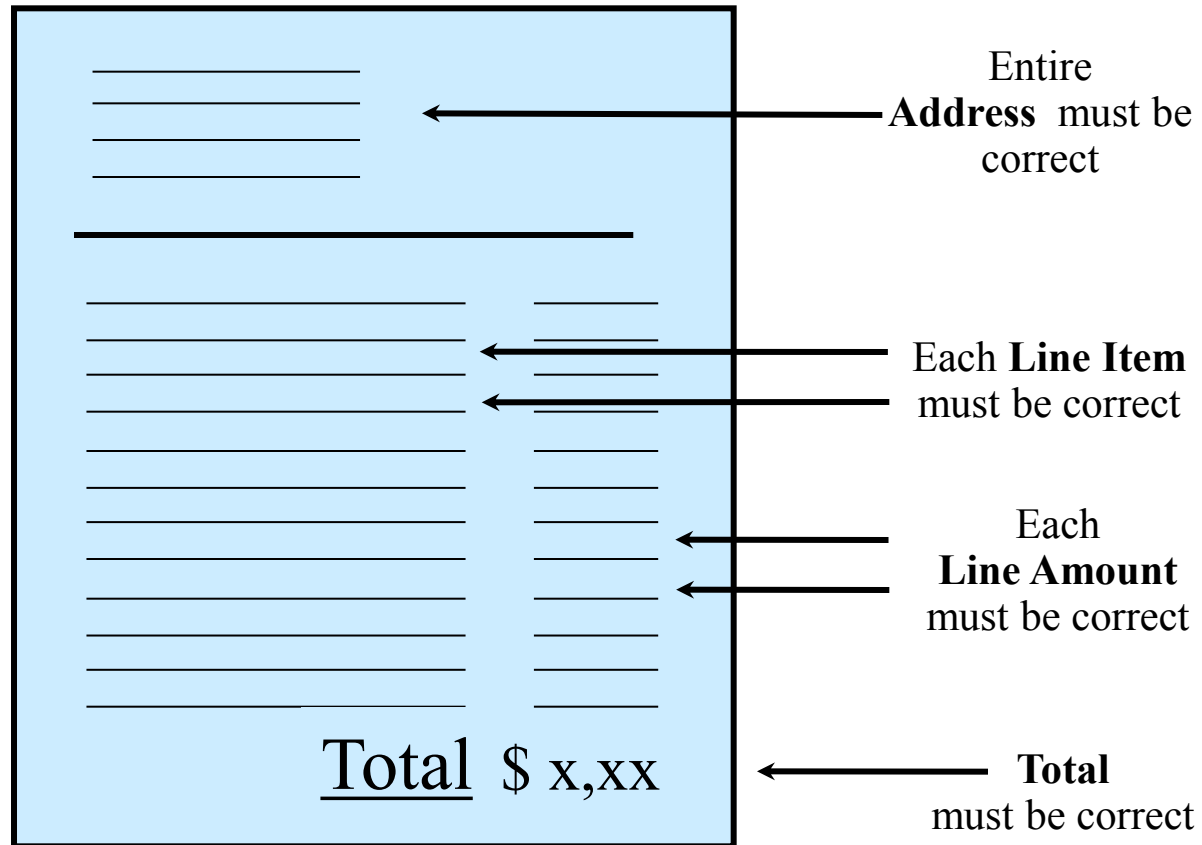 Entire
Address must be
correct
Each Line Item
must be correct
Each
Line Amount
must be correct
Total $ x,xx
Total
must be correct